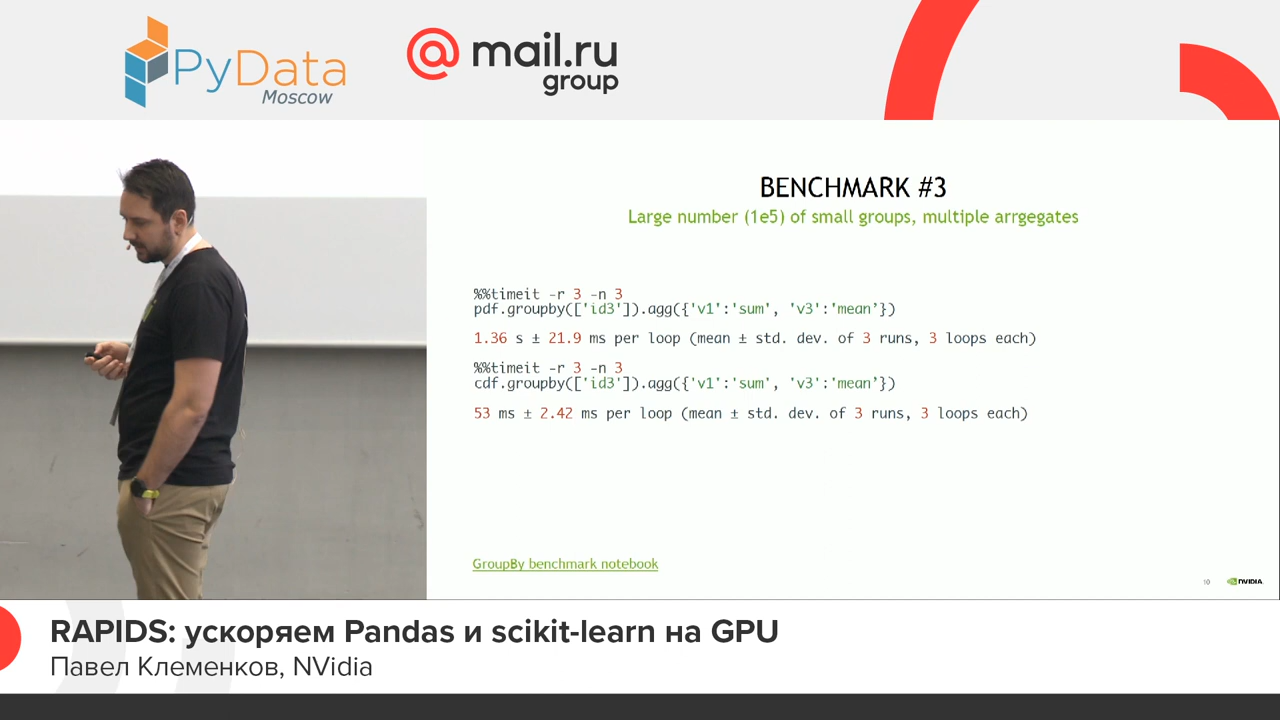 PyData
Moscow
@mail.ru
group
BENCHMARK #3
Large number (1e5) of small groups, multiple arrgegates
%%timeit -r 3 -n 3
pdf.groupby(['id3']).agg({'v1':'sum', 'v3':'mean’})
1.36 s ± 21.9 ms per loop (mean ± std. dev. of 3 runs, 3 loops each)
%%timeit -r 3 -n 3
cdf.groupby(['id3']).agg({'v1':'sum', 'v3':'mean’})
53 ms ± 2.42 ms per loop (mean ± std. dev. of 3 runs, 3 loops each)
GroupBy benchmark notebook
10
NVIDIA
RAPIDS: ускоряем Pandas и scikit-learn на GPU
Павел Клеменков, NVidia